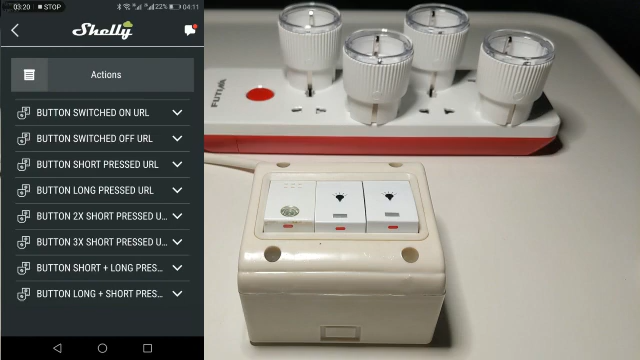 03:20 ■ STOP
22% 04:11
Shelly
Actions
BUTTON SWITCHED ON URL
BUTTON SWITCHED OFF URL
BUTTON SHORT PRESSED URL
BUTTON LONG PRESSED URL
BUTTON 2X SHORT PRESSED U...
BUTTON 3X SHORT PRESSED U...
BUTTON SHORT + LONG PRES...
BUTTON LONG + SHORT PRES...
FUTURA